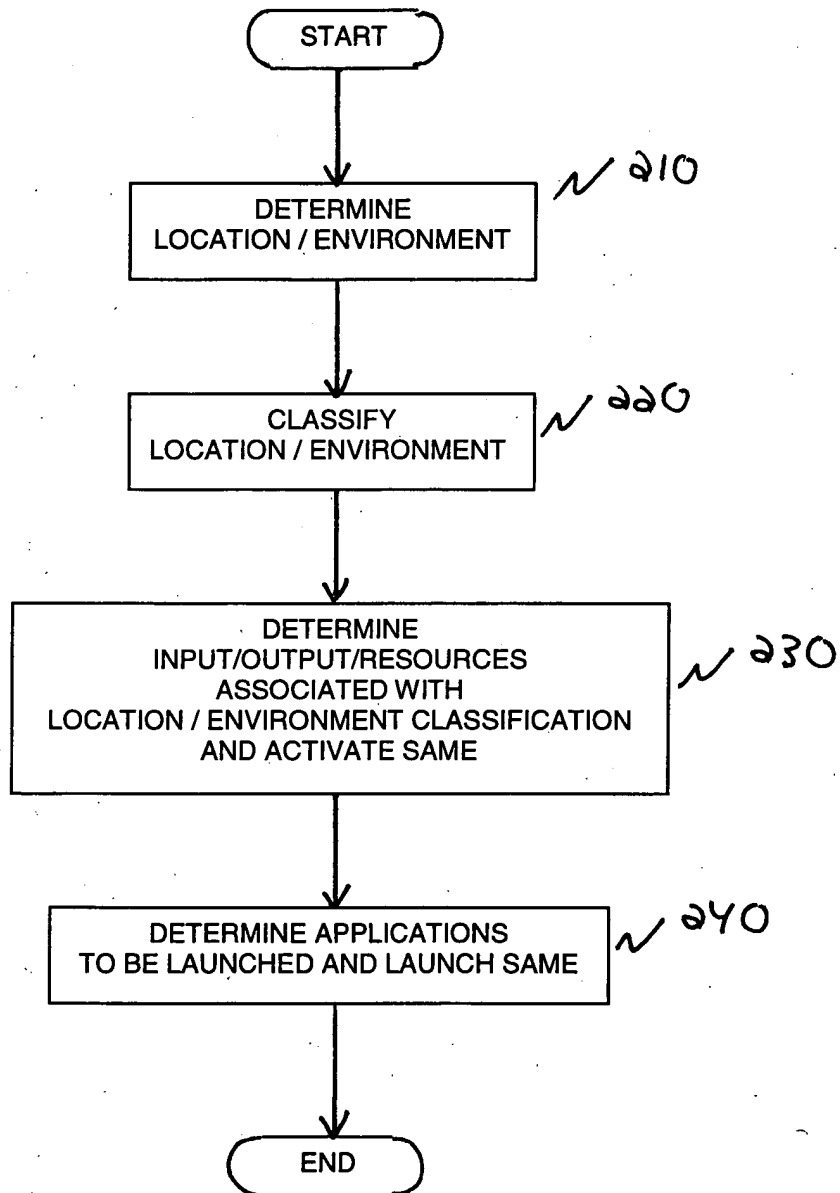 START
210
DETERMINE
LOCATION / ENVIRONMENT
220
CLASSIFY
LOCATION / ENVIRONMENT
230
DETERMINE
INPUT/OUTPUT/RESOURCES
ASSOCIATED WITH
LOCATION / ENVIRONMENT CLASSIFICATION
AND ACTIVATE SAME
240
DETERMINE APPLICATIONS
TO BE LAUNCHED AND LAUNCH SAME
END